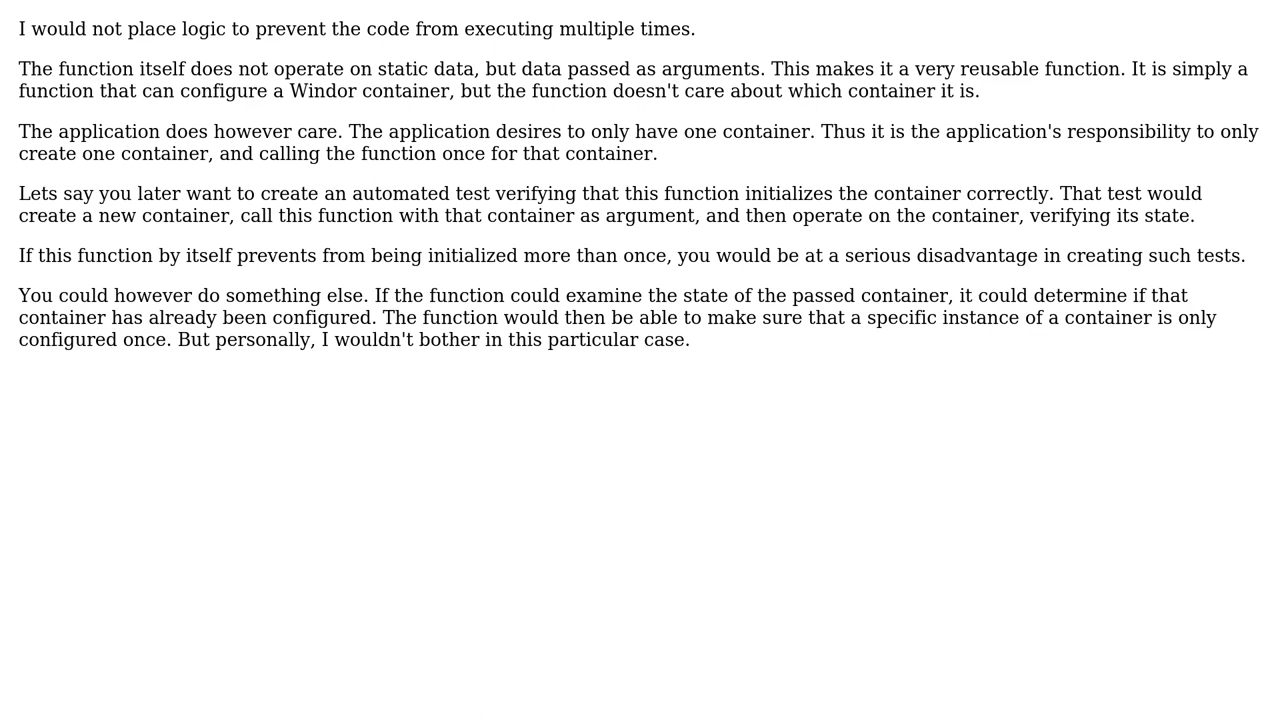 I would not place logic to prevent the code from executing multiple times.
The function itself does not operate on static data, but data passed as arguments. This makes it a very reusable function. It is simply a
function that can configure a Windor container, but the function doesn't care about which container it is.
The application does however care. The application desires to only have one container. Thus it is the application's responsibility to only
create one container, and calling the function once for that container.
Lets say you later want to create an automated test verifying that this function initializes the container correctly. That test would
create a new container, call this function with that container as argument, and then operate on the container, verifying its state.
If this function by itself prevents from being initialized more than once, you would be at a serious disadvantage in creating such tests.
You could however do something else. If the function could examine the state of the passed container, it could determine if that
container has already been configured. The function would then be able to make sure that a specific instance of a container is only
configured once. But personally, I wouldn't bother in this particular case.